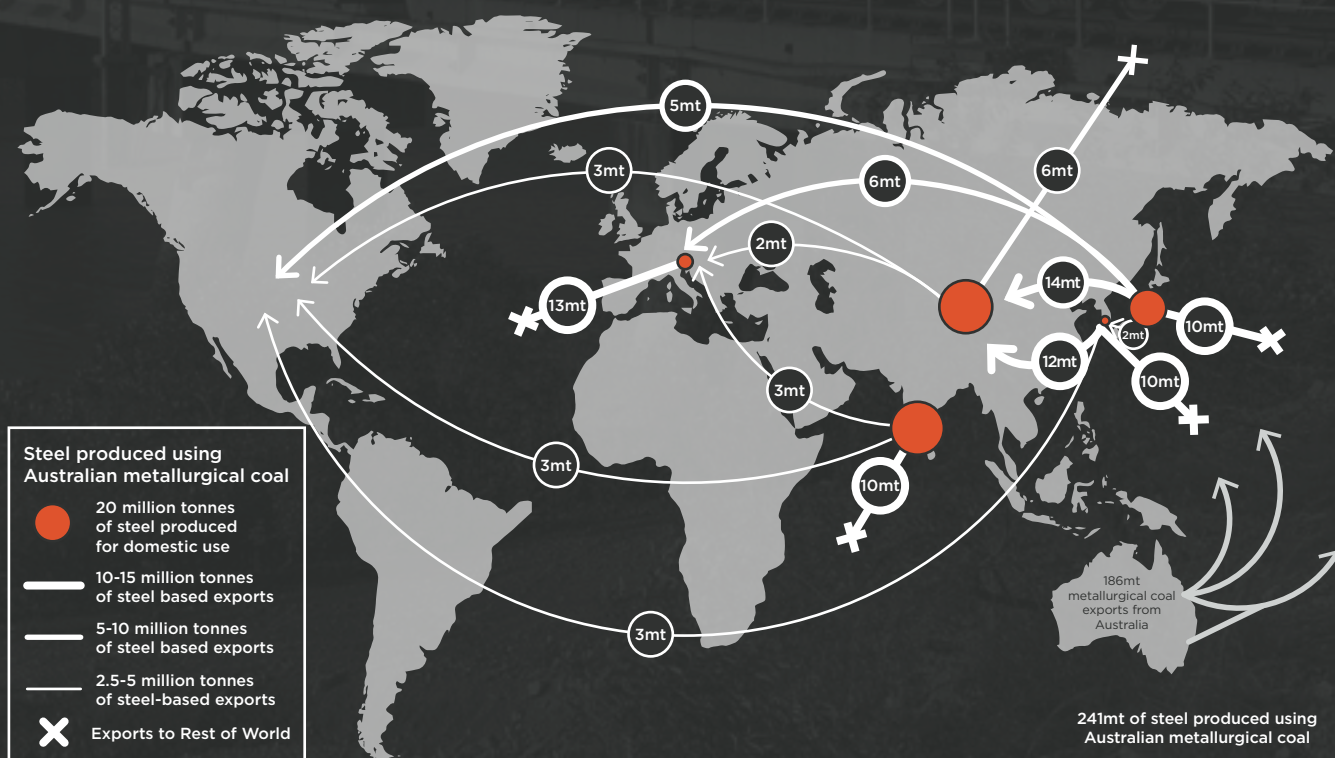 5mt
3mt
6mt
6mt
2mt
14mt
13mt
10mt
2mt
12mt
10mt
3mt
3mt
10mt
3mt
Steel produced using
Australian metallurgical coal
20 million tonnes
of steel produced
for domestic use
10-15 million tonnes
of steel based exports
5-10 million tonnes
of steel based exports
2.5-5 million tonnes
of steel-based exports
Exports to Rest of World
186mt
metallurgical coal
exports from
Australia
241mt of steel produced using
Australian metallurgical coal